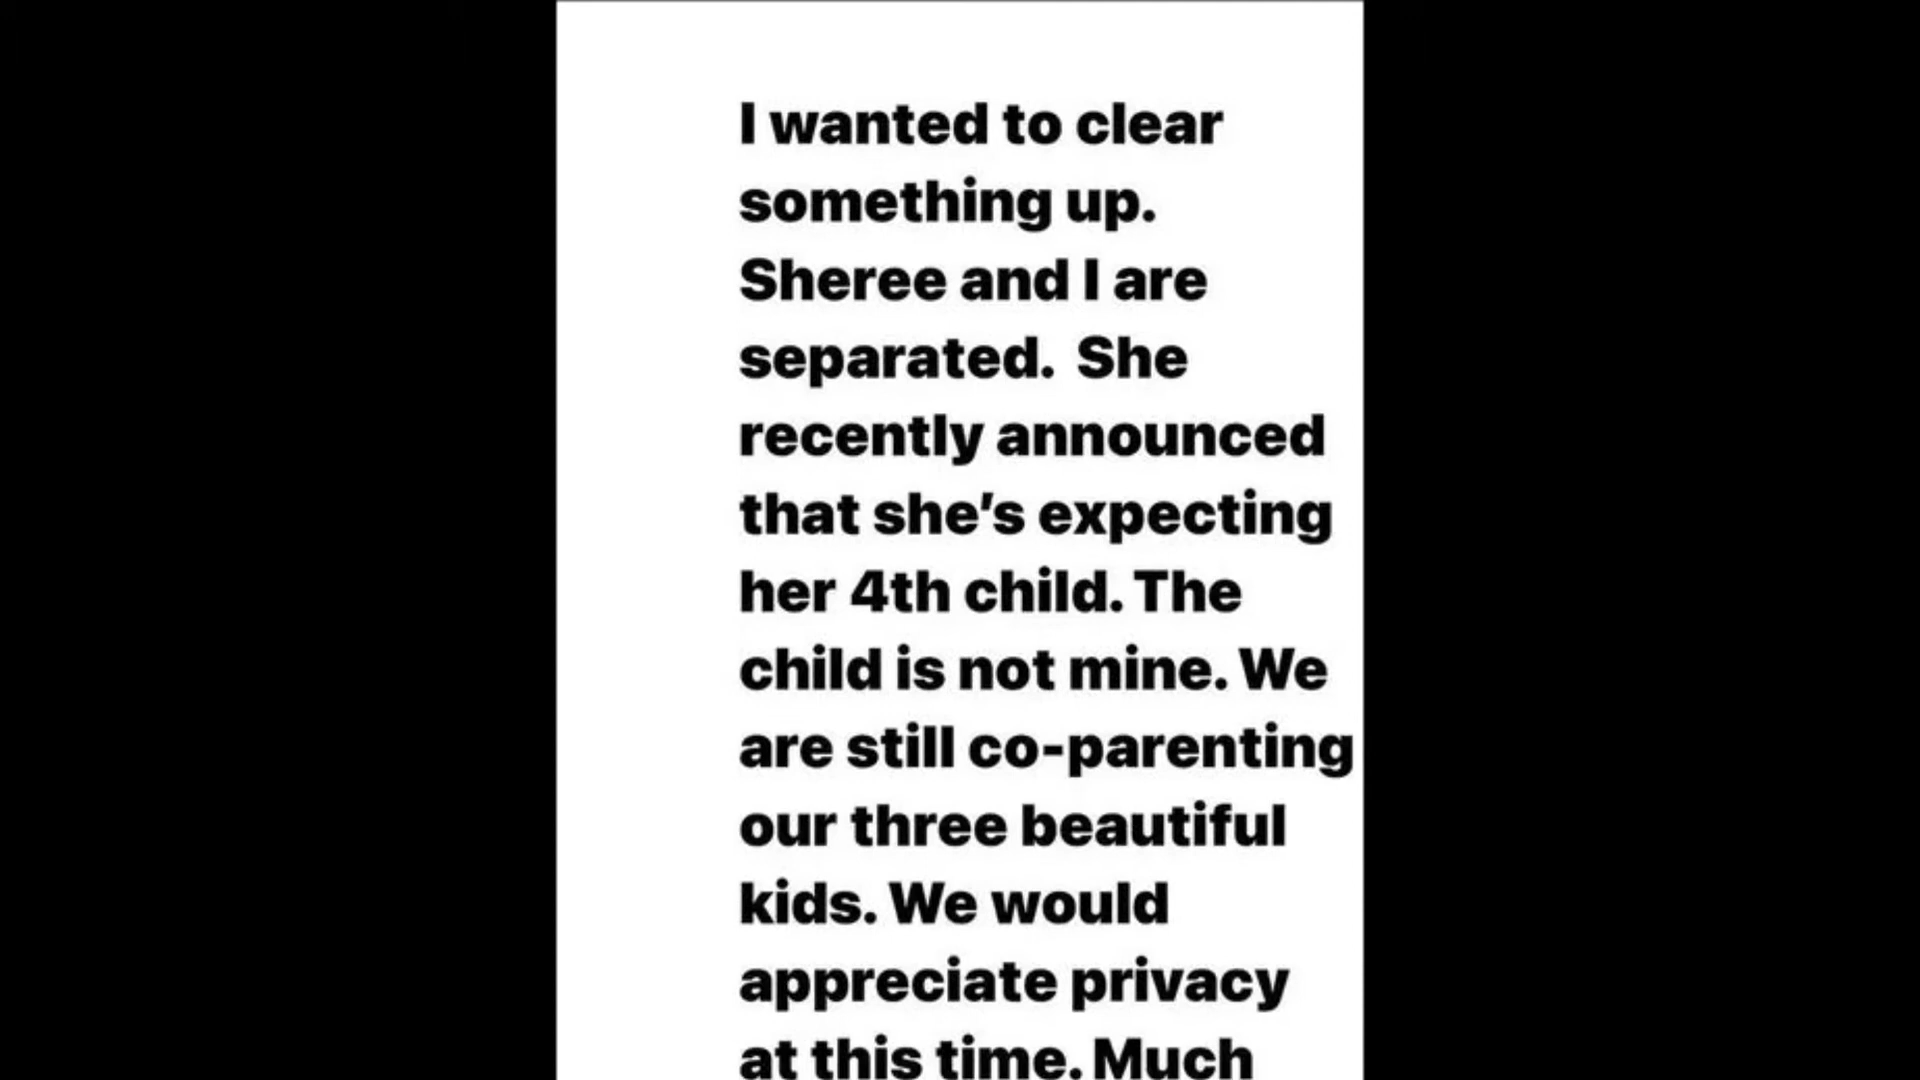 I wanted to clear
something up.
Sheree and I are
separated.  She
recently announced
that she's expecting
her 4th child. The
child is not mine. We
are still co-parenting
our three beautiful
kids. We would
appreciate privacy
at this time. Much